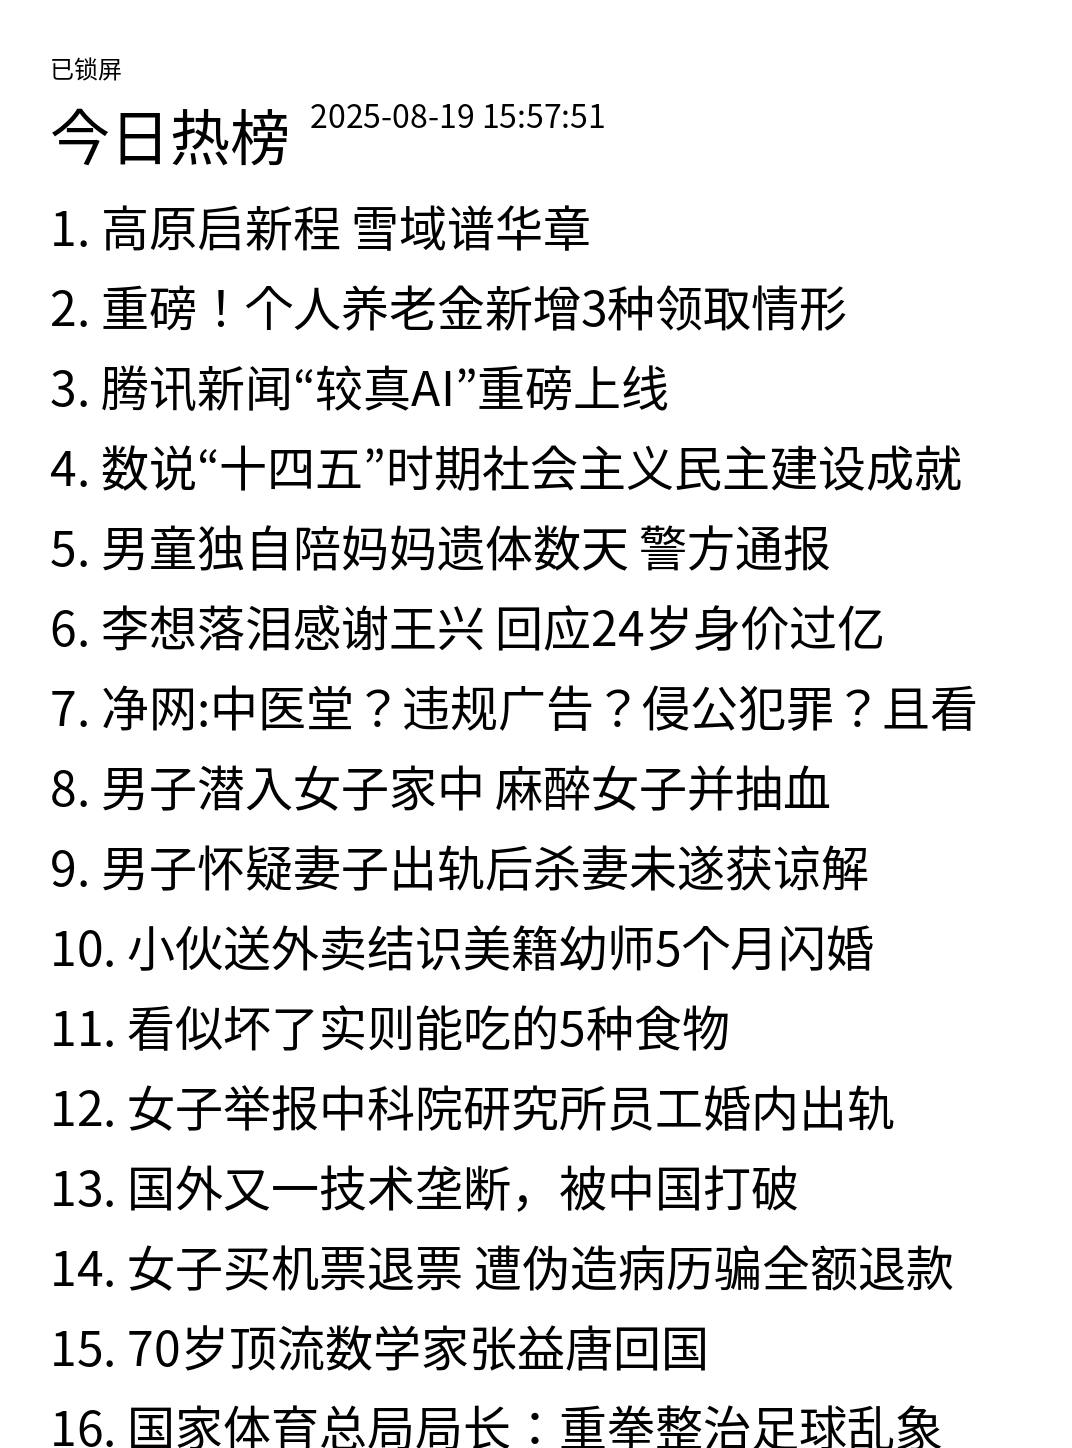 已锁屏
今日热榜 2025-08-19 15:57:51
1. 高原启新程 雪域谱华章
2. 重磅！个人养老金新增3种领取情形
3. 腾讯新闻“较真AI”重磅上线
4. 数说“十四五”时期社会主义民主建设成就
5. 男童独自陪妈妈遗体数天 警方通报
6. 李想落泪感谢王兴 回应24岁身价过亿
7. 净网:中医堂？违规广告？侵公犯罪？且看
8. 男子潜入女子家中 麻醉女子并抽血
9. 男子怀疑妻子出轨后杀妻未遂获谅解
10. 小伙送外卖结识美籍幼师5个月闪婚
11. 看似坏了实则能吃的5种食物
12. 女子举报中科院研究所员工婚内出轨
13. 国外又一技术垄断，被中国打破
14. 女子买机票退票 遭伪造病历骗全额退款
15. 70岁顶流数学家张益唐回国
16. 国家体育总局局长：重拳整治足球乱象